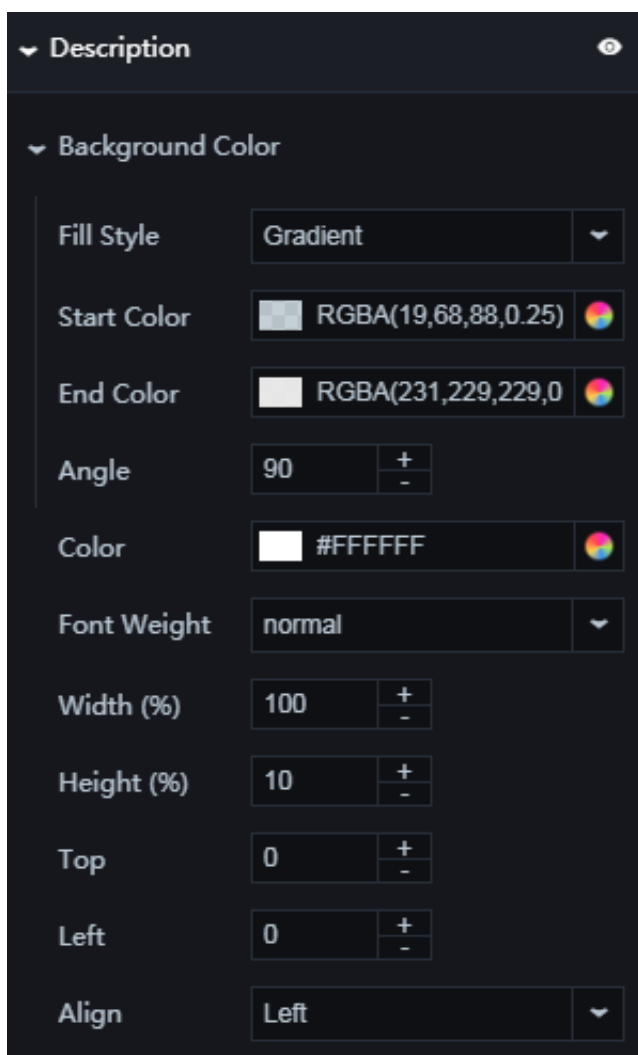 Description
Background Color
Fill Style Gradient
Start Color RGBA(19,68,88,0.25)
End Color RGBA(231,229,229,0
Angle 90 + -
Color #FFFFFF
Font Weight normal
Width (%) 100 + -
Height (%) 10 + -
Top 0 + -
Left 0 + -
Align Left